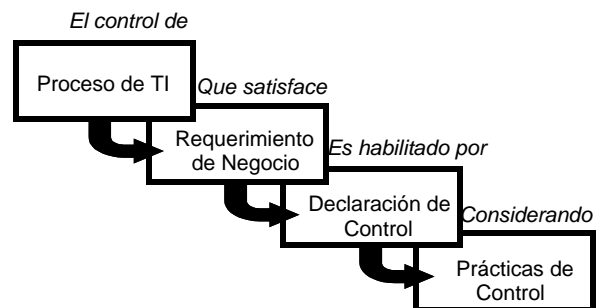 El control de
Proceso de TI
Que satisface
Requerimiento
de Negocio
Es habilitado por
Declaración de
Control
Considerando
Prácticas de
Control